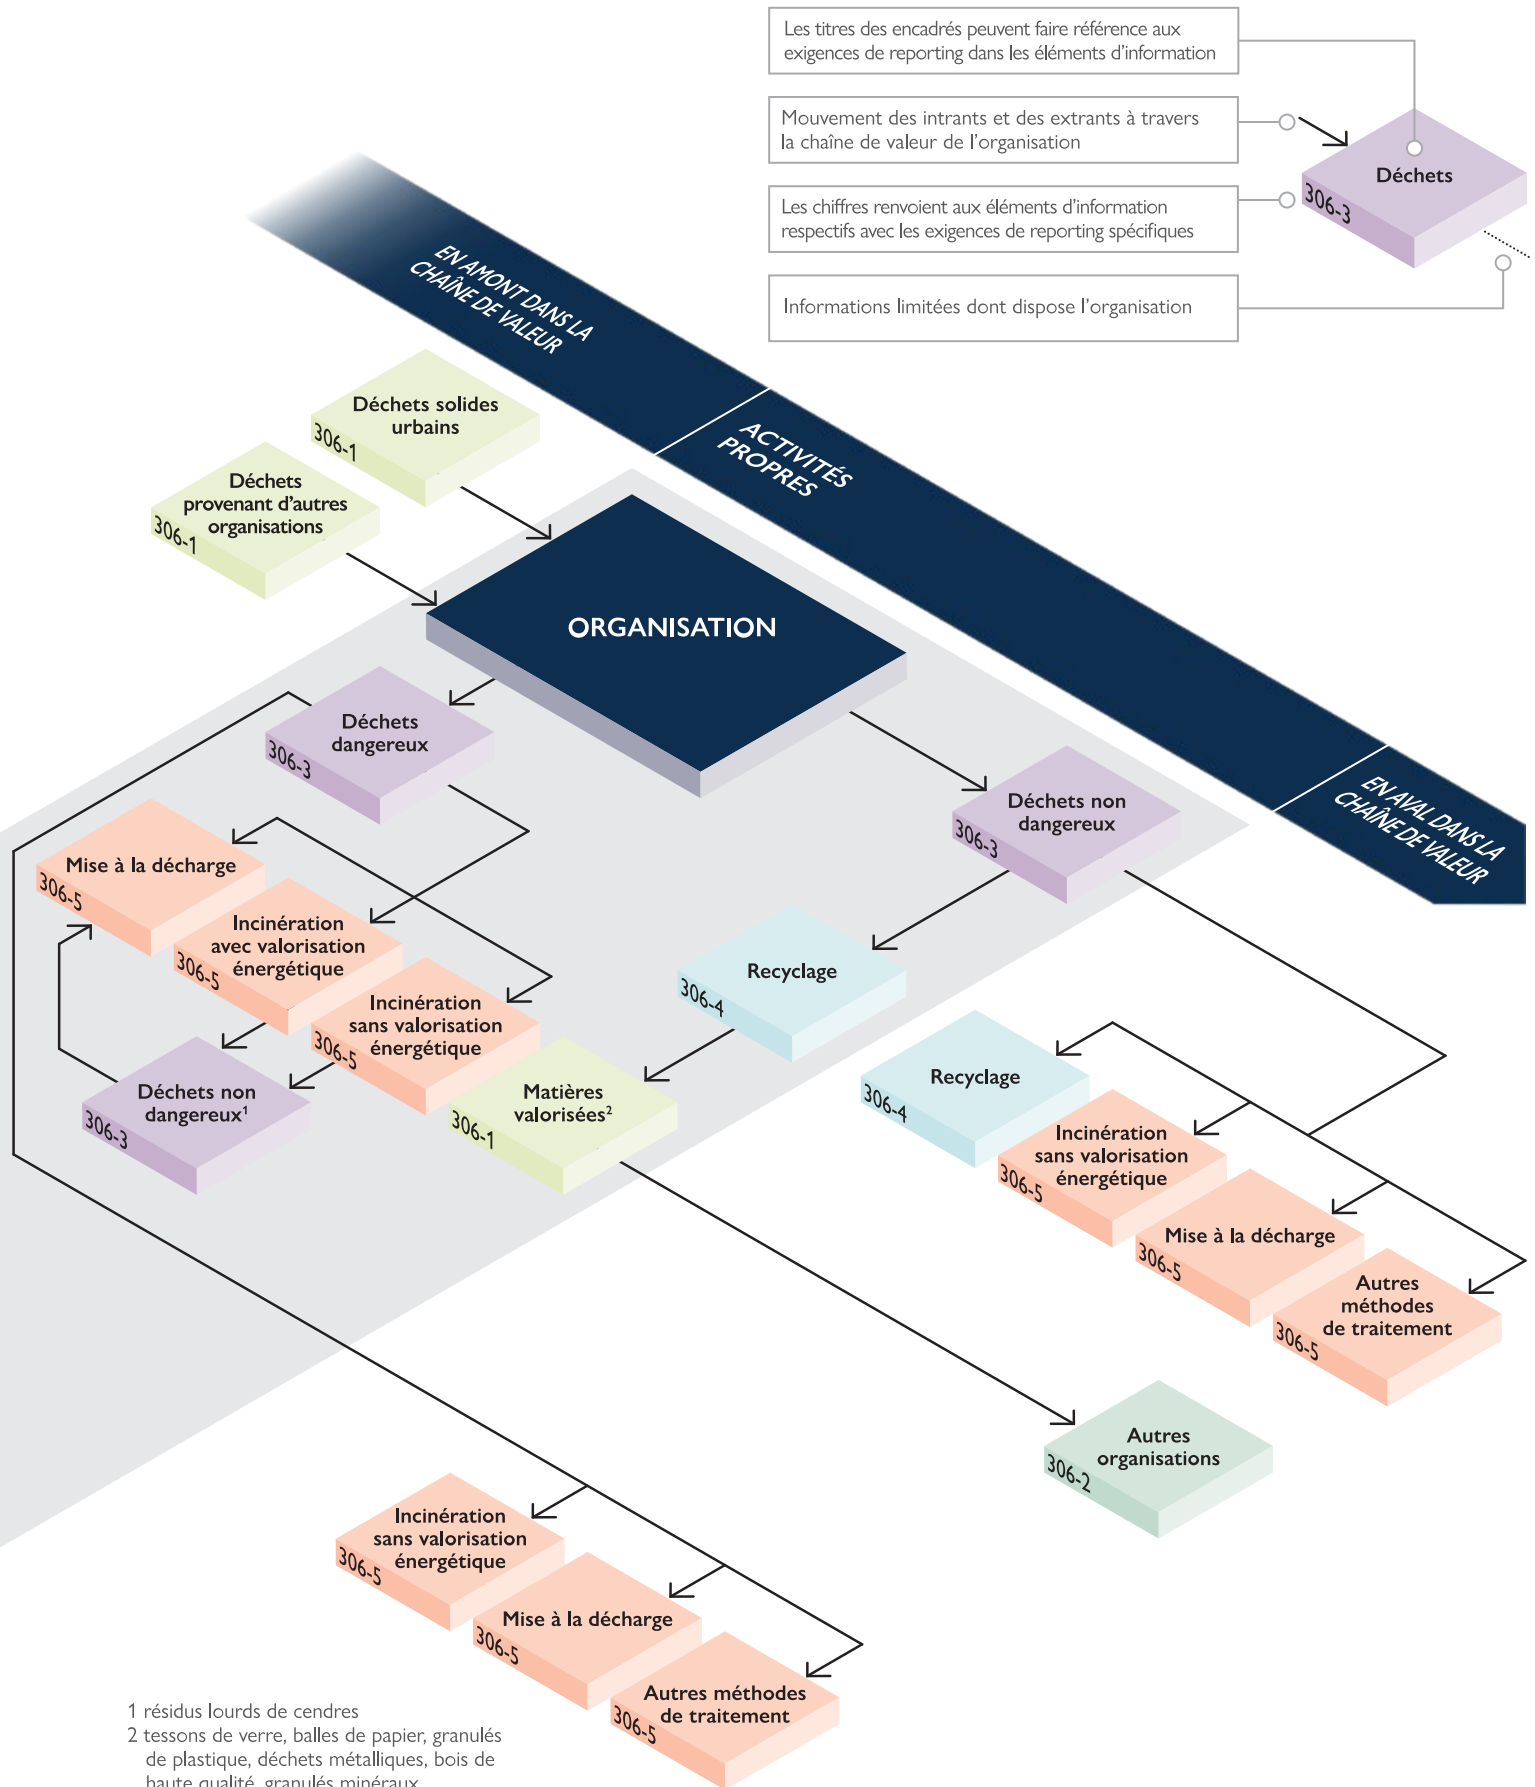 Les titres des encadrés peuvent faire référence aux
exigences de reporting dans les éléments d'information
Mouvement des intrants et des extrants à travers
la chaîne de valeur de l'organisation
Les chiffres renvoient aux éléments d'information
respectifs avec les exigences de reporting spécifiques
Informations limitées dont dispose l'organisation
Déchets
306-3
EN AMONT DANS LA
CHAÎNE DE VALEUR
ACTIVITÉS
PROPRES
EN AVAL DANS LA
CHAÎNE DE VALEUR
Déchets solides
urbains
306-1
Déchets
provenant d'autres
organisations
306-1
ORGANISATION
Déchets
dangereux
306-3
Déchets non
dangereux
306-3
Mise à la décharge
306-5
Incinération
avec valorisation
énergétique
306-5
Incinération
sans valorisation
énergétique
306-5
Recyclage
306-4
Déchets non
dangereux¹
306-3
Matières
valorisées²
306-1
Recyclage
306-4
Incinération
sans valorisation
énergétique
306-5
Mise à la décharge
306-5
Autres
méthodes
de traitement
306-5
Autres
organisations
306-2
Incinération
sans valorisation
énergétique
306-5
Mise à la décharge
306-5
Autres méthodes
de traitement
306-5
1 résidus lourds de cendres
2 tessons de verre, balles de papier, granulés
de plastique, déchets métalliques, bois de
haute qualité, granulés minéraux